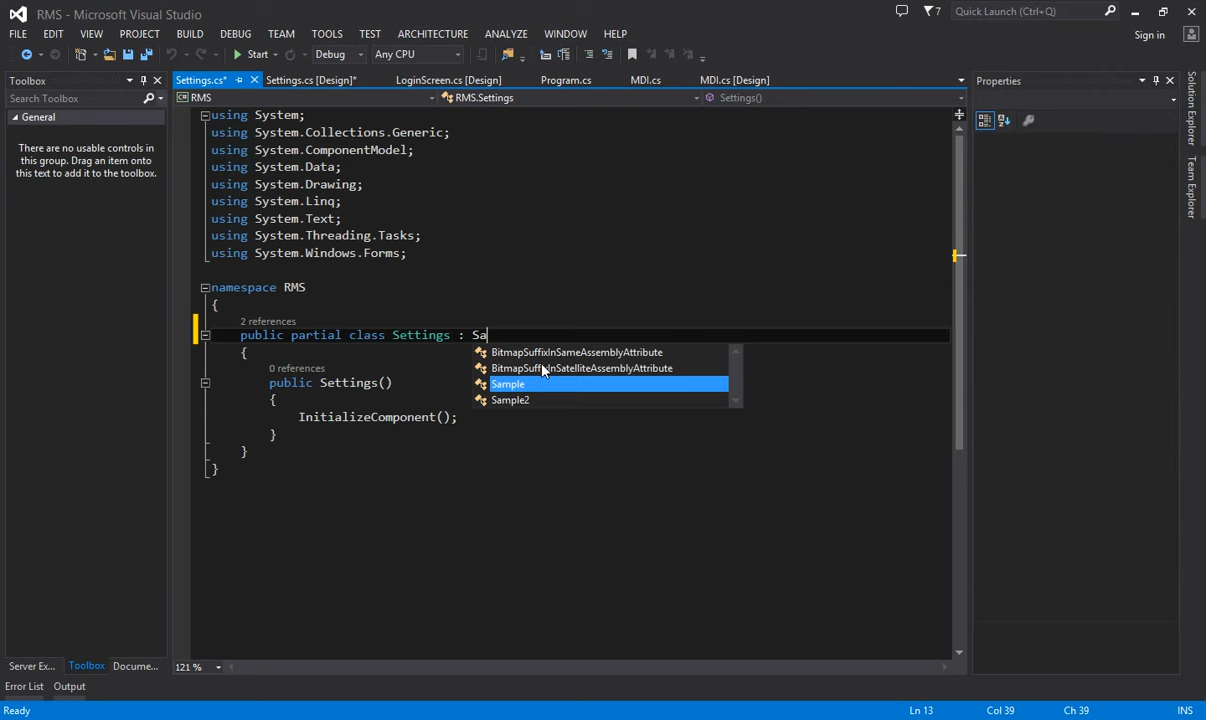 RMS - Microsoft Visual Studio
7
Quick Launch (Ctrl+Q)
FILE EDIT VIEW PROJECT BUILD DEBUG TEAM TOOLS TEST ARCHITECTURE ANALYZE WINDOW HELP
Sign in
Start Debug Any CPU
Toolbox
Settings.cs* Settings.cs [Design]* LoginScreen.cs [Design] Program.cs MDI.cs MDI.cs [Design]
Properties
Search Toolbox
RMS RMS.Settings Settings()
General
There are no usable controls in
this group. Drag an item onto
this text to add it to the toolbox.
using System;
using System.Collections.Generic;
using System.ComponentModel;
using System.Data;
using System.Drawing;
using System.Linq;
using System.Text;
using System.Threading.Tasks;
using System.Windows.Forms;
namespace RMS
{
2 references
public partial class Settings : Sa
{
0 references
public Settings()
{
InitializeComponent();
}
}
}
BitmapSuffixInSameAssemblyAttribute
BitmapSuffixInSatelliteAssemblyAttribute
Sample
Sample2
Solution Explorer
Team Explorer
121 %
Server Ex... Toolbox Docume...
Error List Output
Ready Ln 13 Col 39 Ch 39 INS